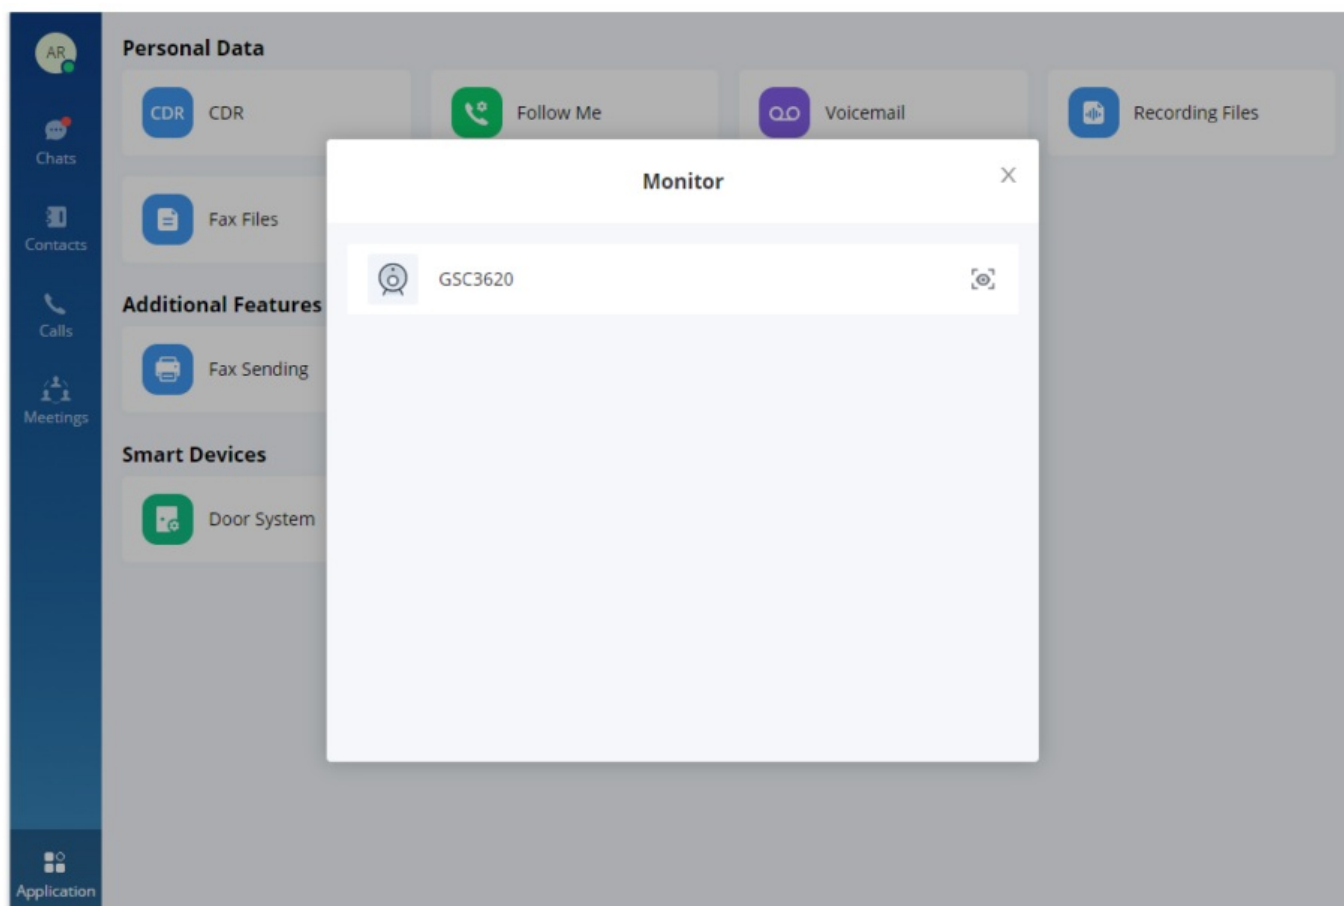 AR
Chats
Contacts
Calls
Meetings
Application
Personal Data
CDR CDR
Follow Me
Voicemail
Recording Files
Fax Files
Additional Features
Fax Sending
Smart Devices
Door System
Monitor
X
GSC3620